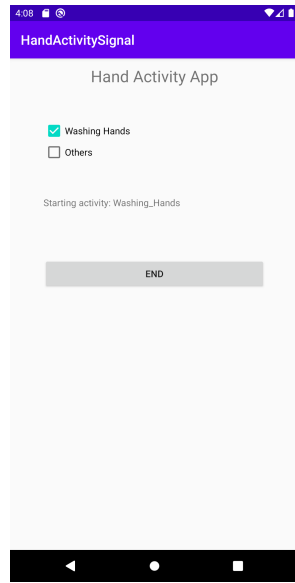 4:08
HandActivitySignal
Hand Activity App
Washing Hands
Others
Starting activity: Washing_Hands
END